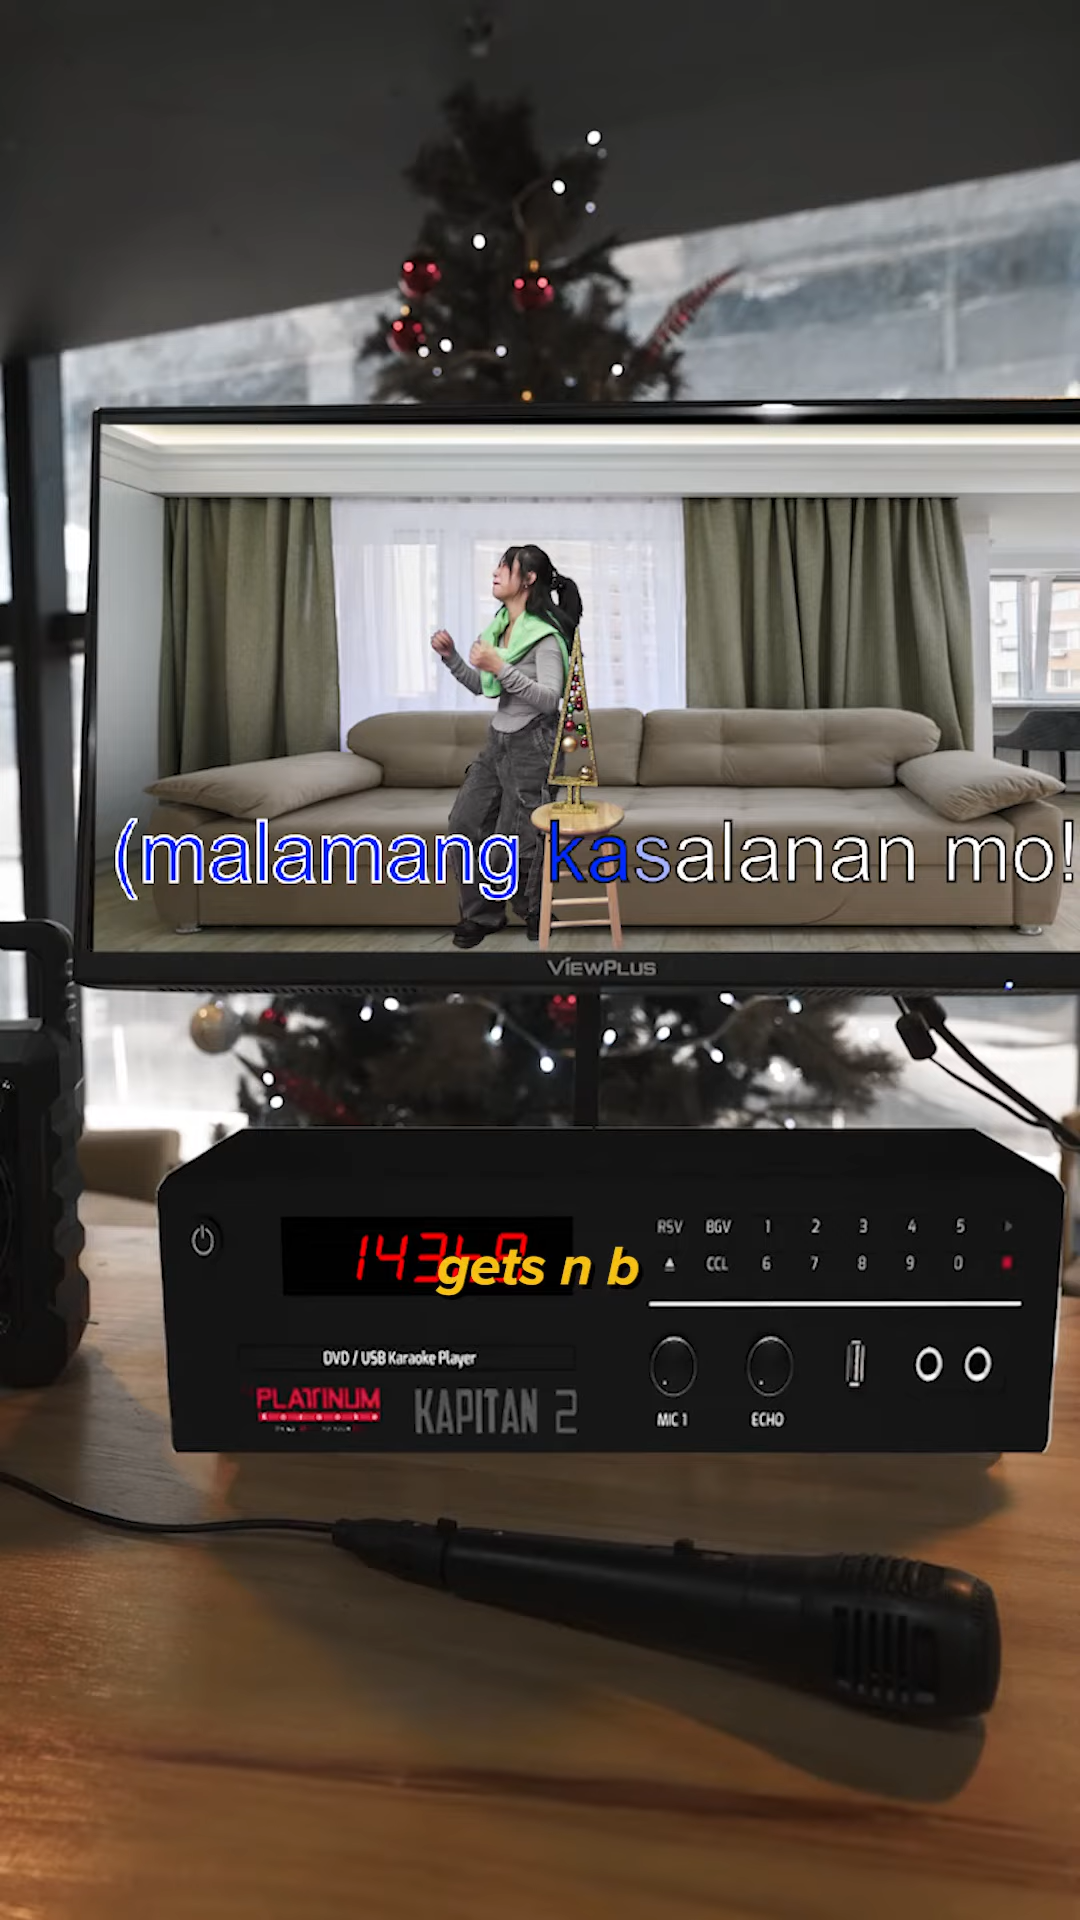 (malamang kasalanan mo!
VIEWPLUS
gets n b
RSV BGV 1 2 3 4 5
CCL 6 7 8 9 0
DVD / USB Karaoke Player
PLATINUM
Karaoke
KAPITAN 2
MIC 1 ECHO